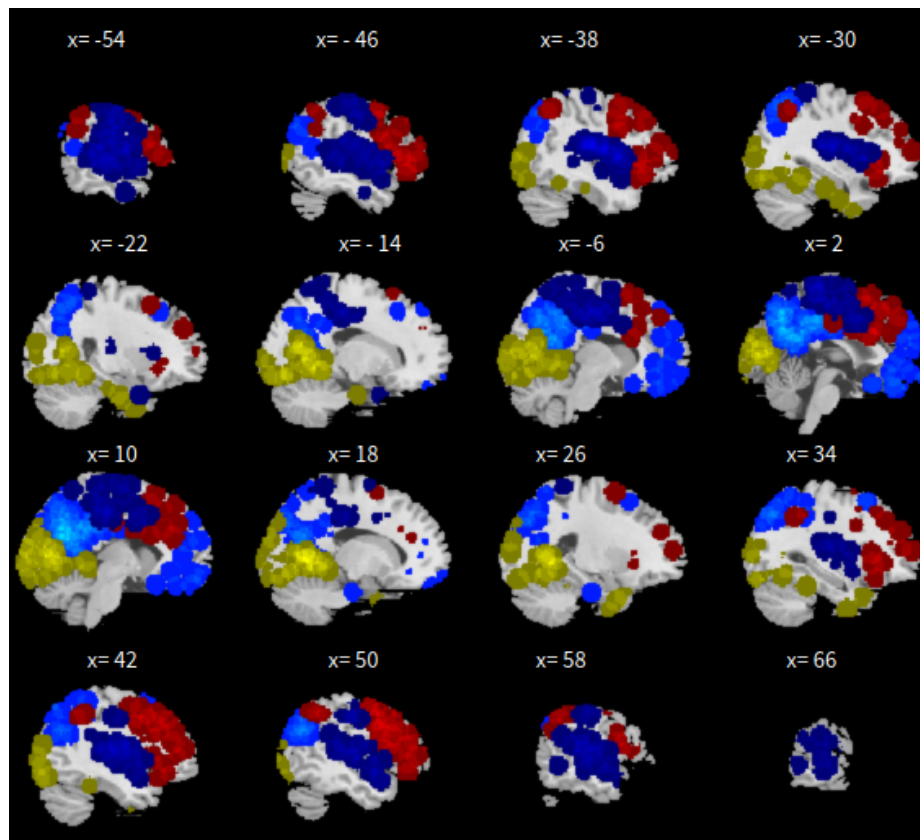 x= -54
x= - 46
x= -38
x= -30
x= -22
x= - 14
x= -6
x= 2
x= 10
x= 18
x= 26
x= 34
x= 42
x= 50
x= 58
x= 66